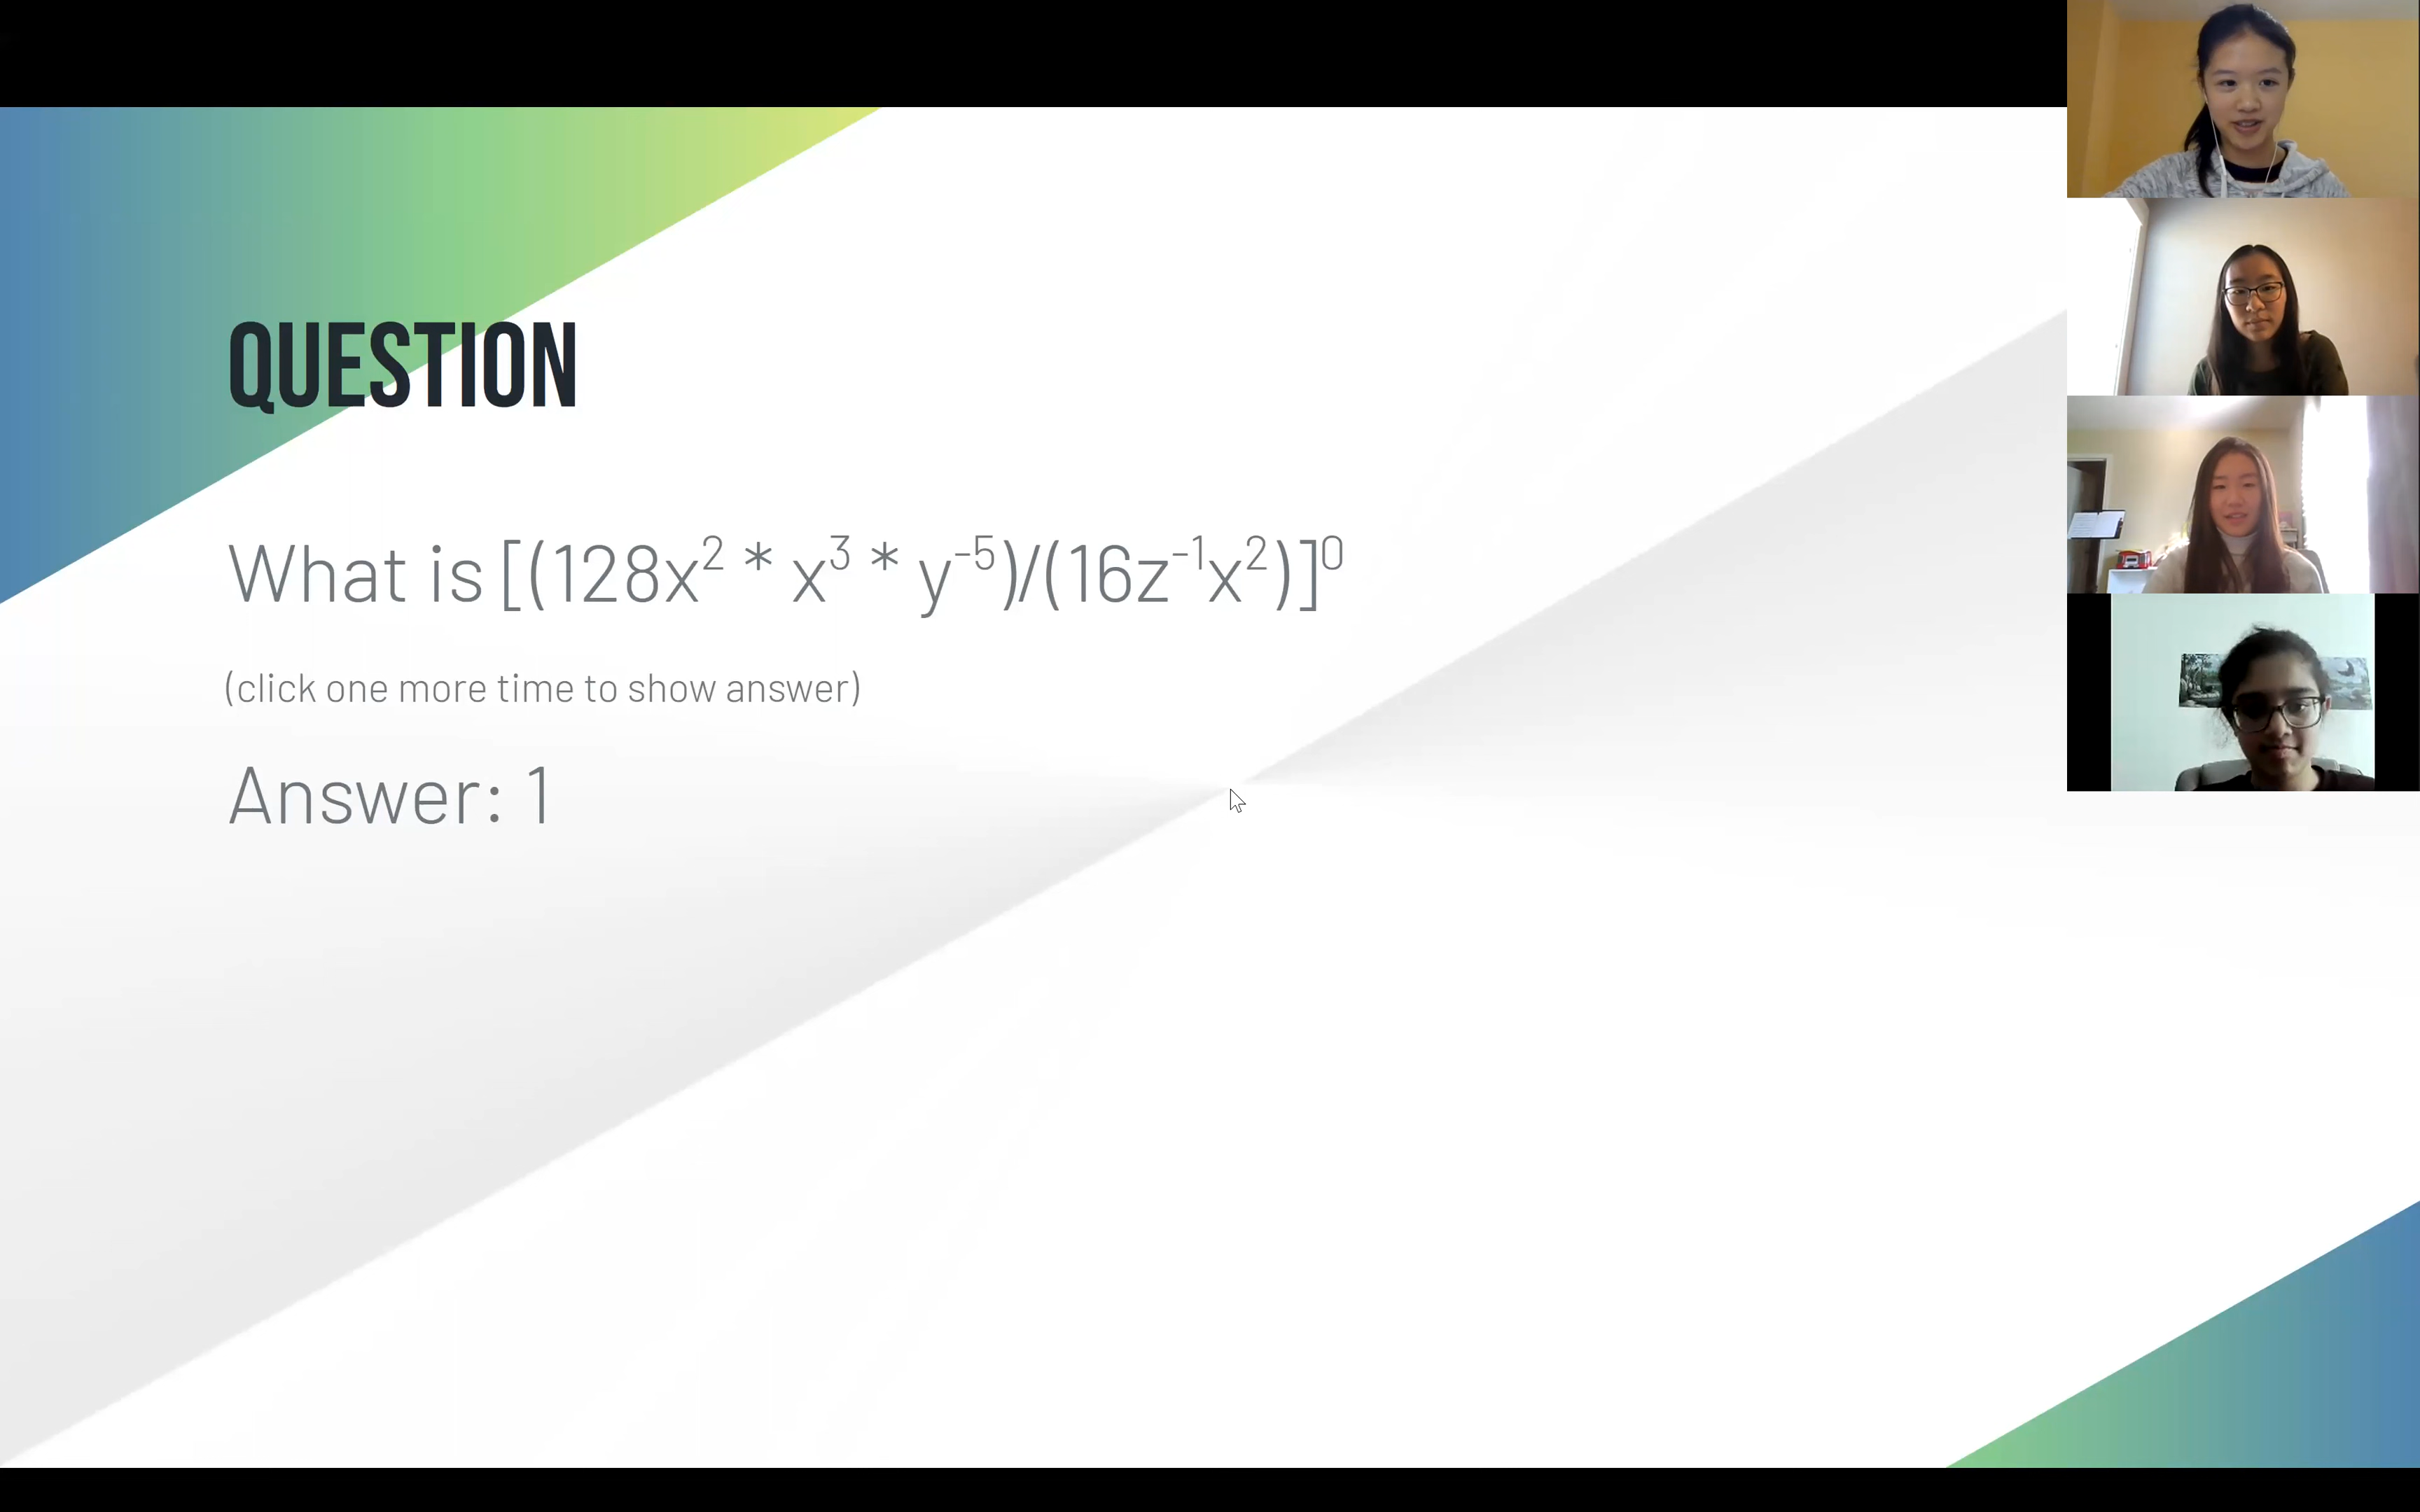 QUESTION
What is [(128x² * x³ * y⁻⁵)/(16z⁻¹x²)]⁰
(click one more time to show answer)
Answer: 1